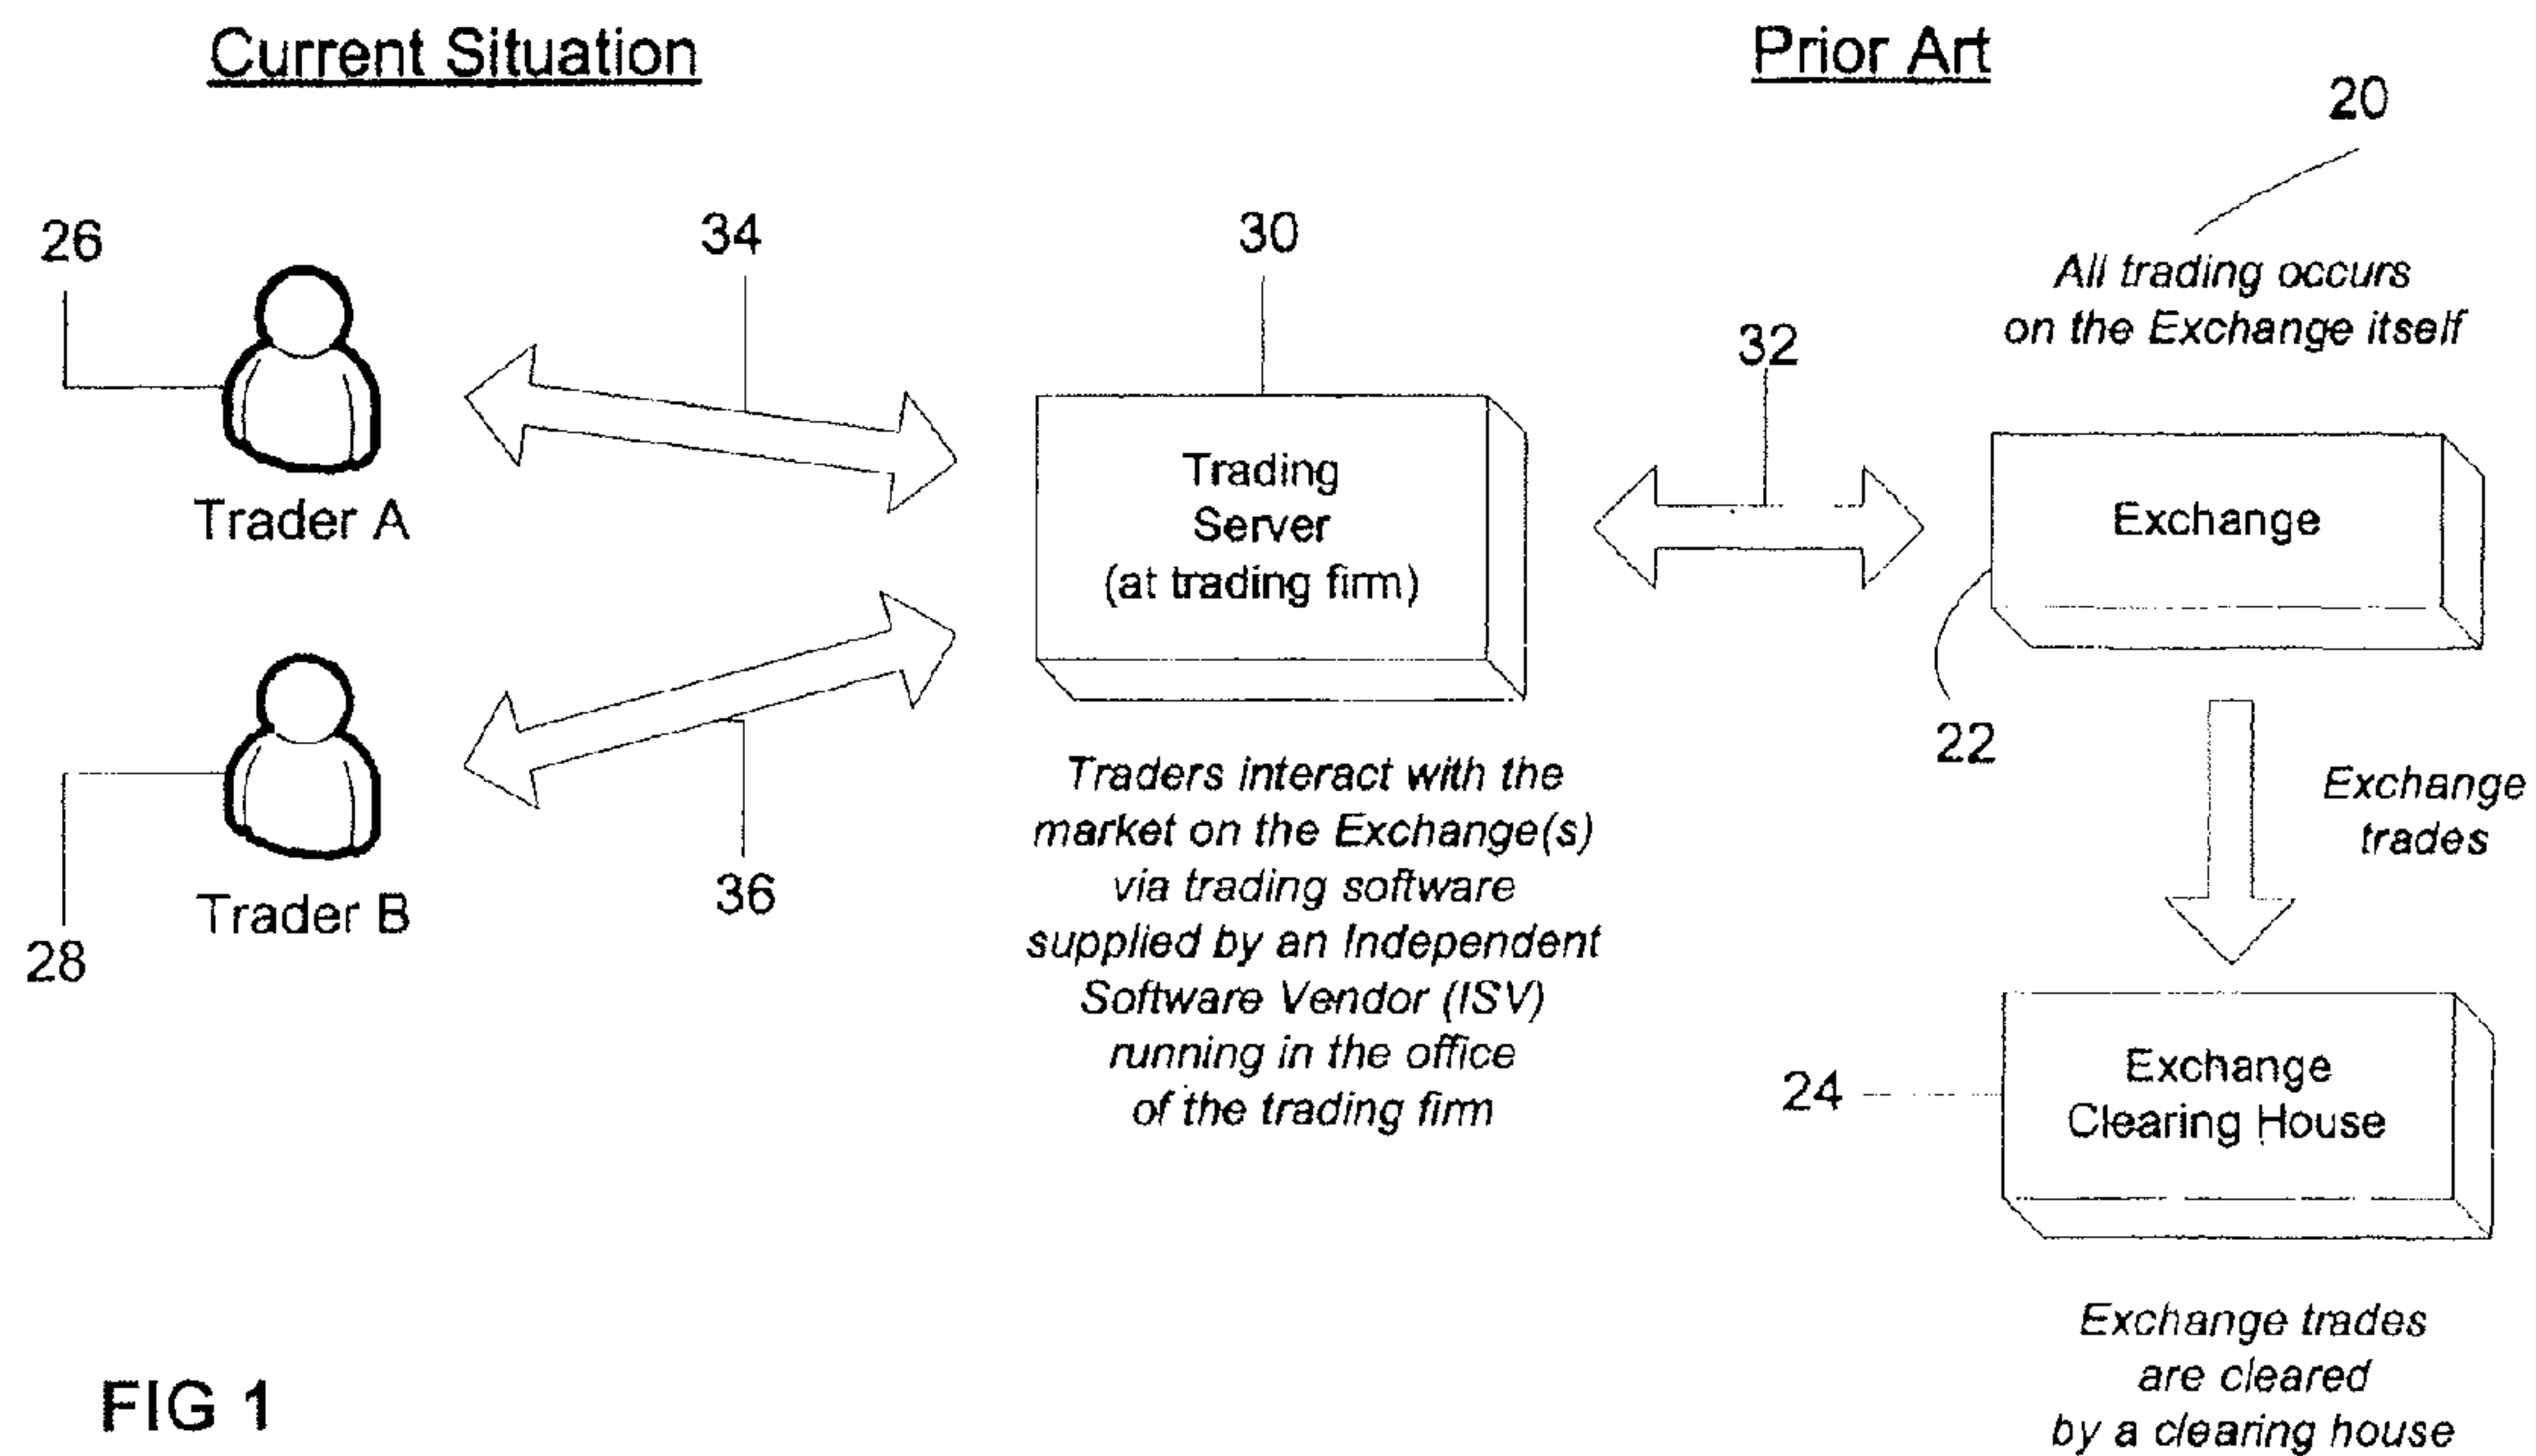 Current Situation
Prior Art
20
26
34
30
All trading occurs
on the Exchange itself
32
Trader A
Trading
Server
(at trading firm)
Exchange
22
Trader B
28
36
Traders interact with the
market on the Exchange(s)
via trading software
supplied by an Independent
Software Vendor (ISV)
running in the office
of the trading firm
Exchange
trades
24
Exchange
Clearing House
Exchange trades
are cleared
by a clearing house
FIG 1